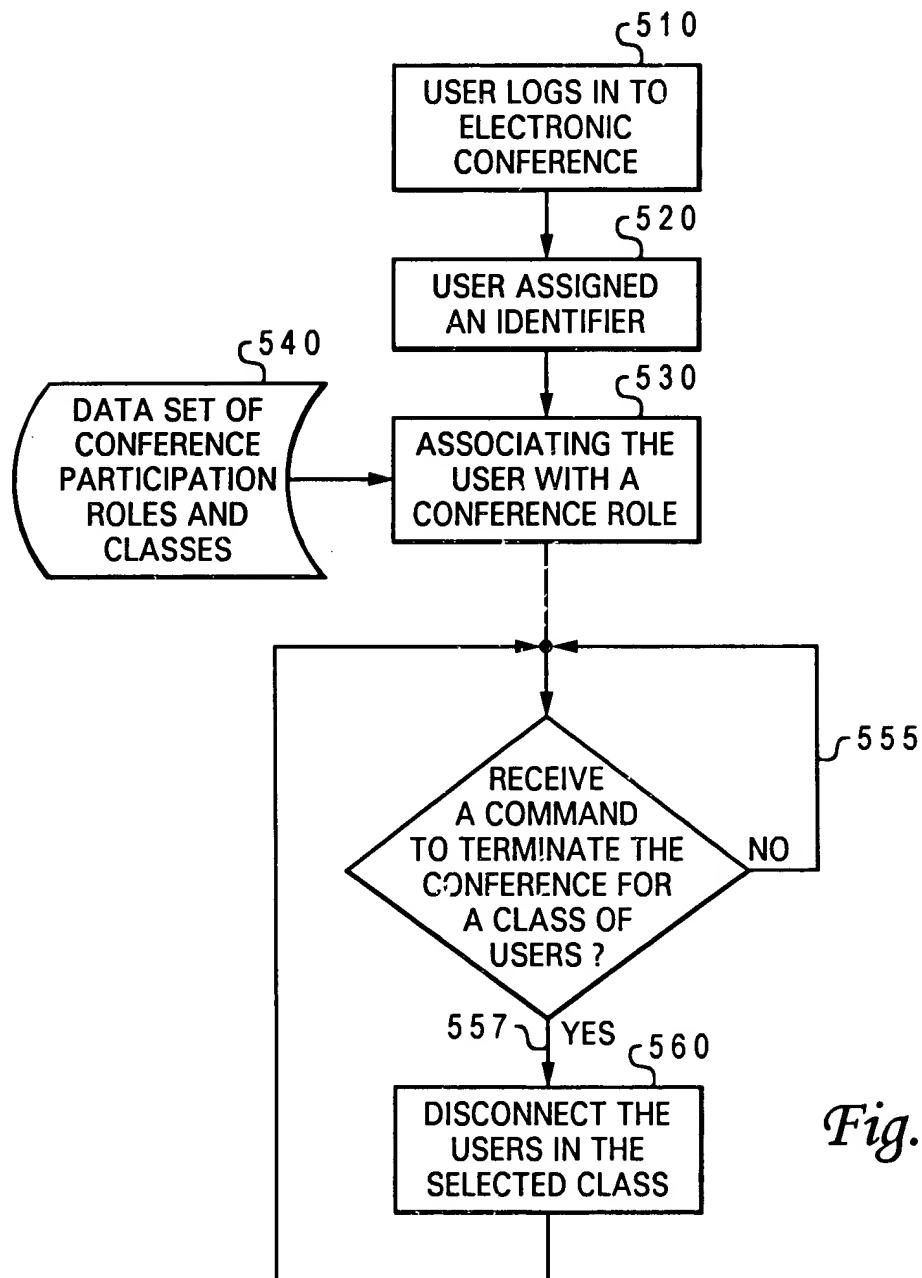 510
USER LOGS IN TO
ELECTRONIC
CONFERENCE
520
USER ASSIGNED
AN IDENTIFIER
540
DATA SET OF
CONFERENCE
PARTICIPATION
ROLES AND
CLASSES
530
ASSOCIATING THE
USER WITH A
CONFERENCE ROLE
555
RECEIVE
A COMMAND
TO TERMINATE THE
CONFERENCE FOR
A CLASS OF
USERS ?
NO
557
YES
560
DISCONNECT THE
USERS IN THE
SELECTED CLASS
Fig.